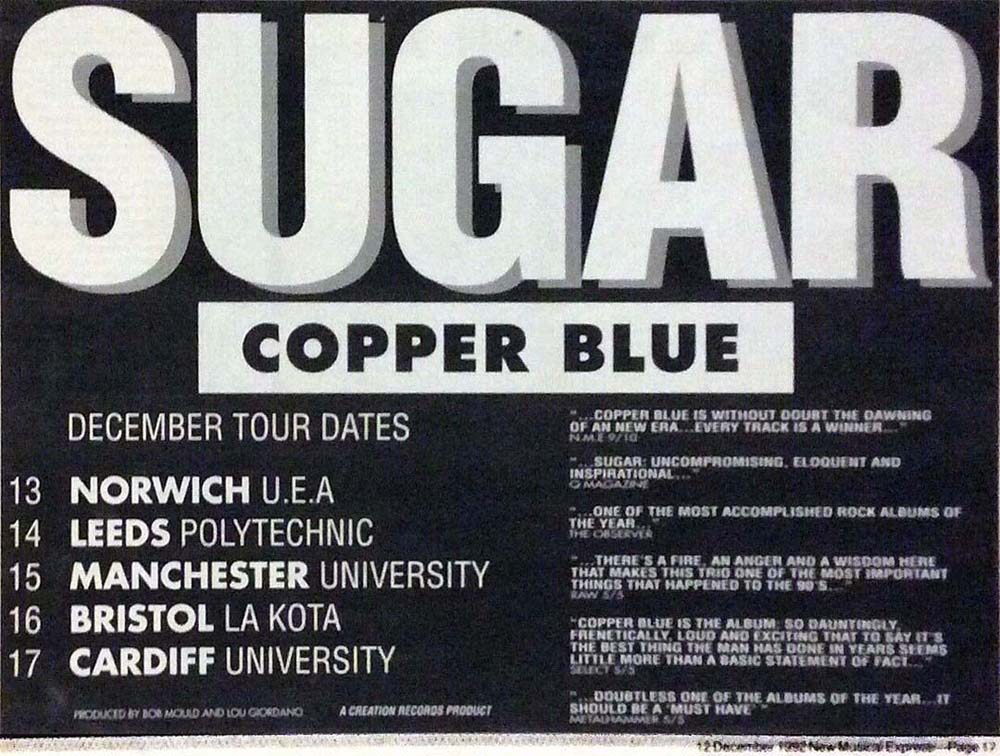 SUGAR
COPPER BLUE
DECEMBER TOUR DATES
13 NORWICH U.E.A
14 LEEDS POLYTECHNIC
15 MANCHESTER UNIVERSITY
16 BRISTOL LA KOTA
17 CARDIFF UNIVERSITY
PRODUCED BY BOB MOULD AND LOU GIORDANO
A CREATION RECORDS PRODUCT
"...COPPER BLUE IS WITHOUT DOUBT THE DAWNING
OF AN NEW ERA...EVERY TRACK IS A WINNER..."
N.M.E 9/10
"...SUGAR: UNCOMPROMISING, ELOQUENT AND
INSPIRATIONAL..."
Q MAGAZINE
"...ONE OF THE MOST ACCOMPLISHED ROCK ALBUMS OF
THE YEAR..."
THE OBSERVER
"...THERE'S A FIRE, AN ANGER AND A WISDOM HERE
THAT MAKES THIS TRIO ONE OF THE MOST IMPORTANT
THINGS THAT HAPPENED TO THE 90'S..."
RAW 5/5
"COPPER BLUE IS THE ALBUM; SO DAUNTINGLY,
FRENETICALLY, LOUD AND EXCITING THAT TO SAY IT'S
THE BEST THING THE MAN HAS DONE IN YEARS SEEMS
LITTLE MORE THAN A BASIC STATEMENT OF FACT..."
SELECT 5/5
"...DOUBTLESS ONE OF THE ALBUMS OF THE YEAR...IT
SHOULD BE A 'MUST HAVE'"
METALHAMMER 5/5
12 December 1992 New Musical Express—Page